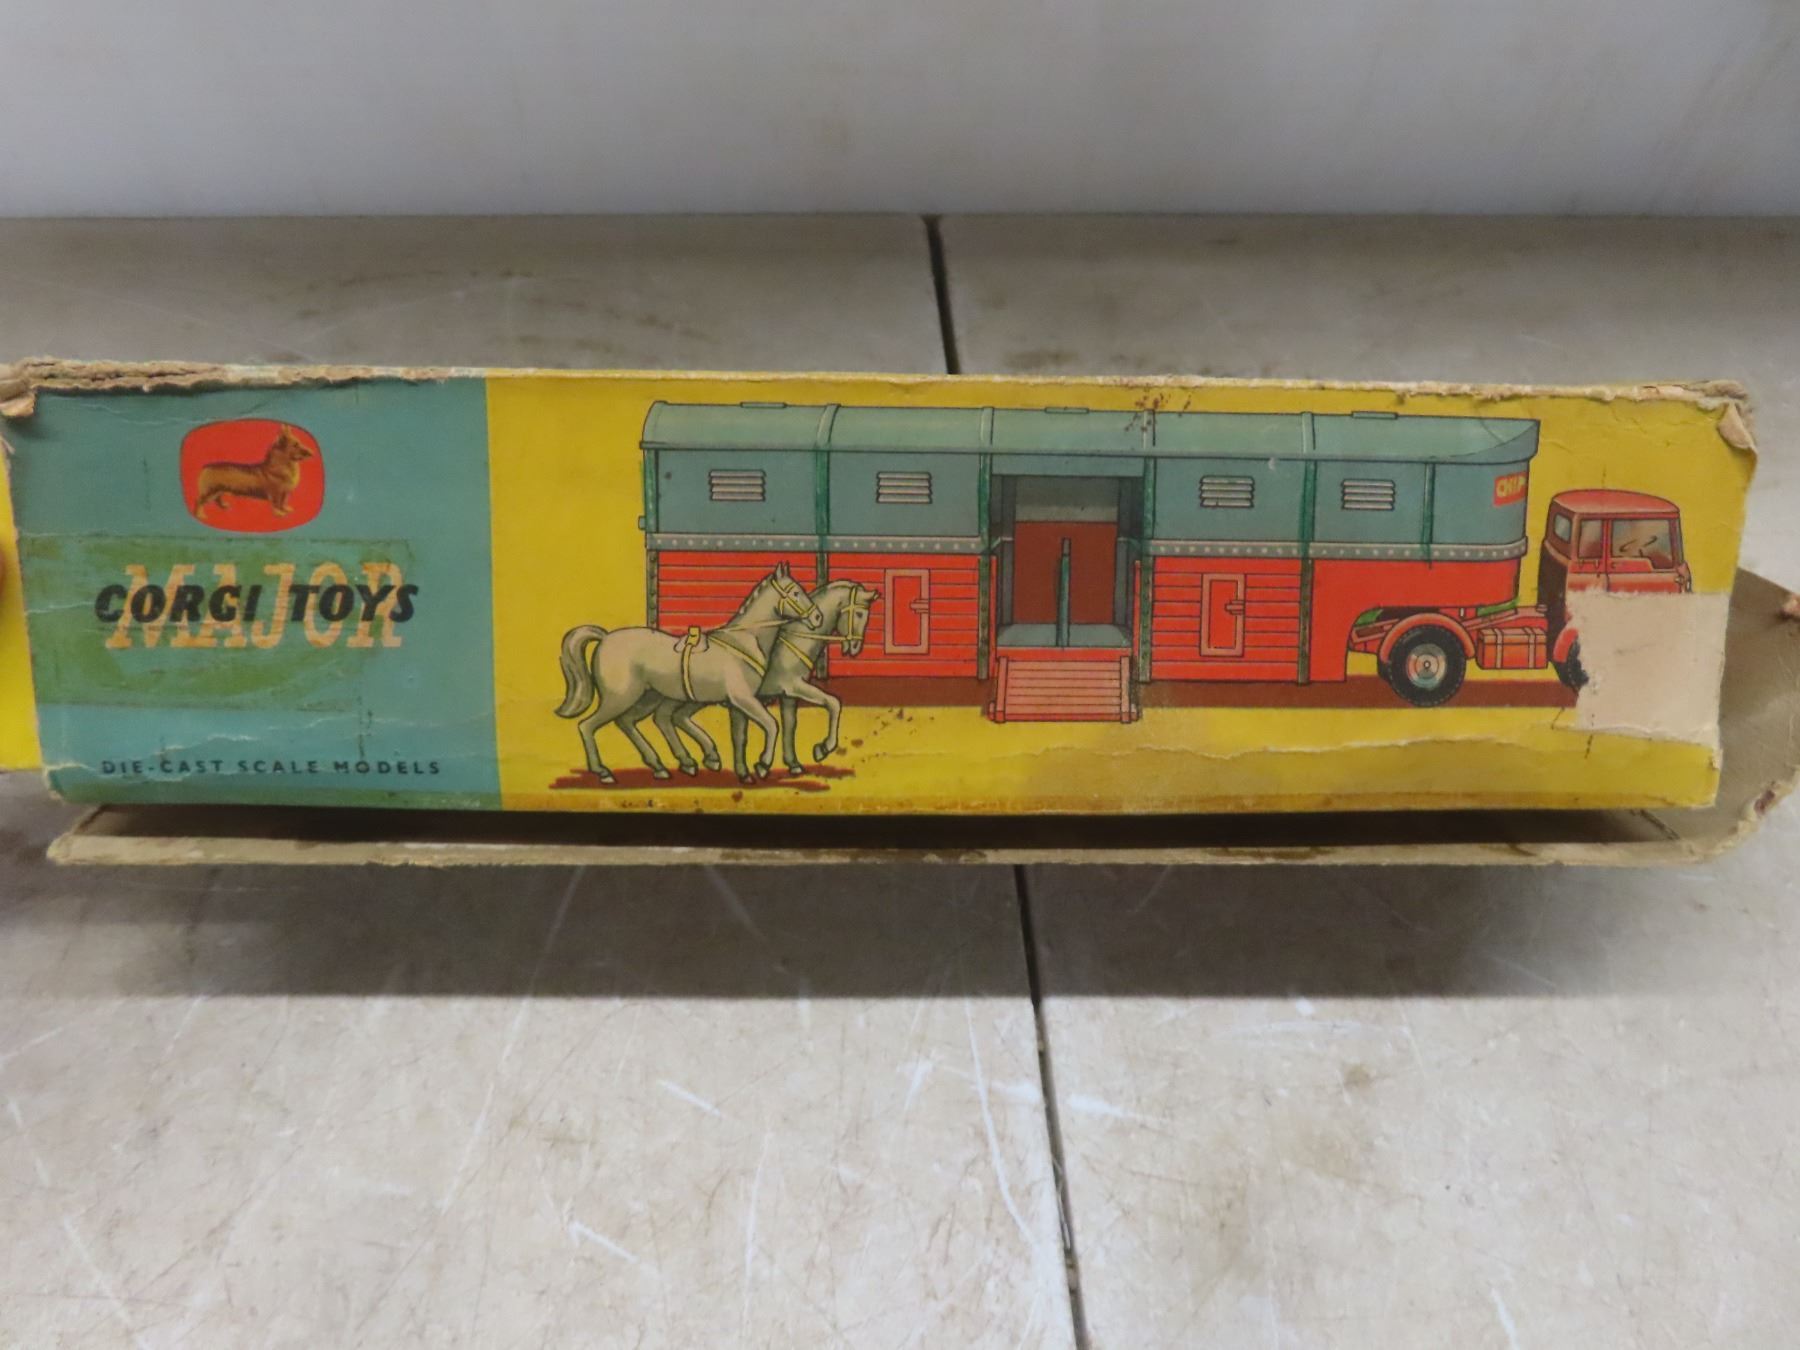 CORGI TOYS
MAJOR
DIE-CAST SCALE MODELS